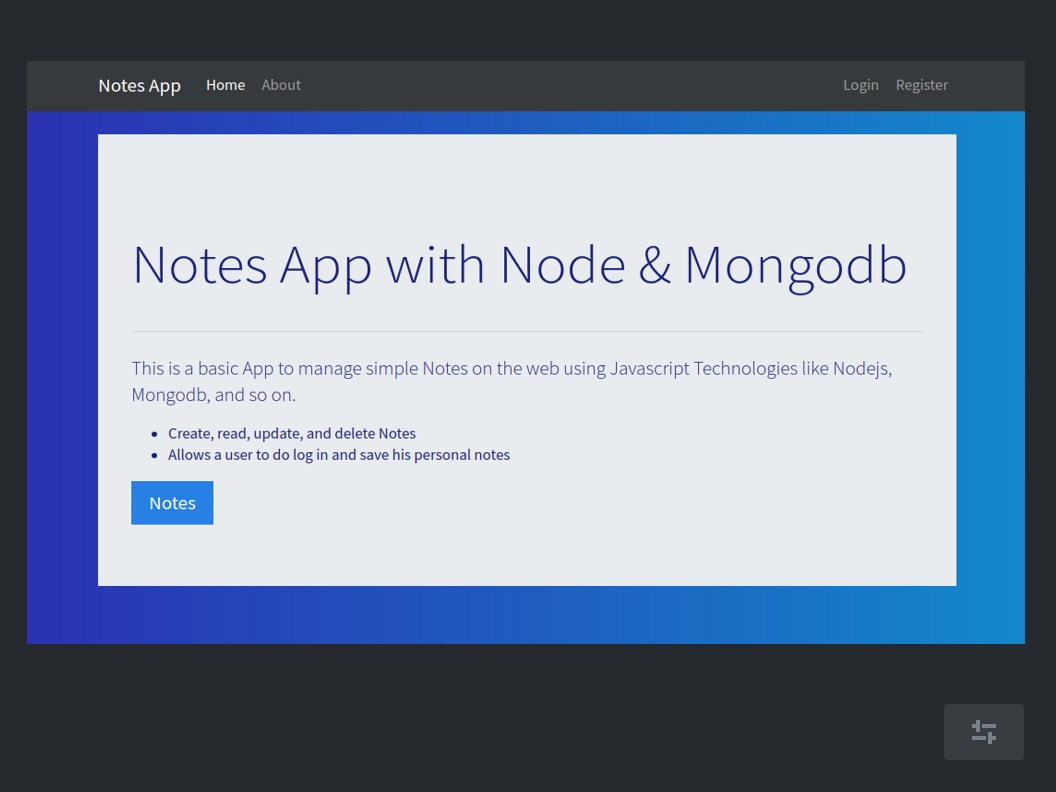 Notes App Home About Login Register
Notes App with Node & Mongodb
This is a basic App to manage simple Notes on the web using Javascript Technologies like Nodejs,
Mongodb, and so on.
Create, read, update, and delete Notes
Allows a user to do log in and save his personal notes
Notes